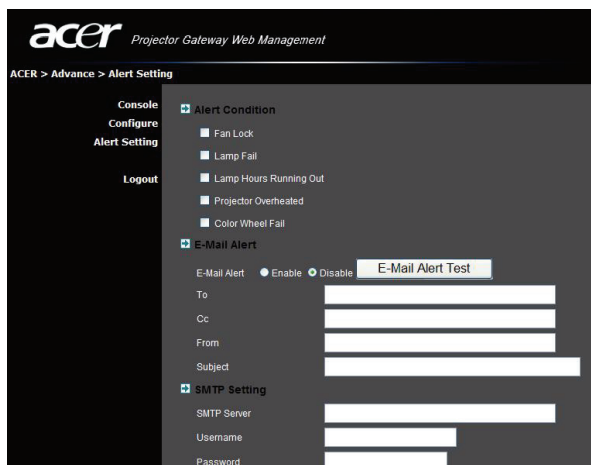 acer Projector Gateway Web Management
ACER > Advance > Alert Setting
Console
Configure
Alert Setting
Logout
Alert Condition
Fan Lock
Lamp Fail
Lamp Hours Running Out
Projector Overheated
Color Wheel Fail
E-Mail Alert
E-Mail Alert Enable Disable E-Mail Alert Test
To
Cc
From
Subject
SMTP Setting
SMTP Server
Username
Password